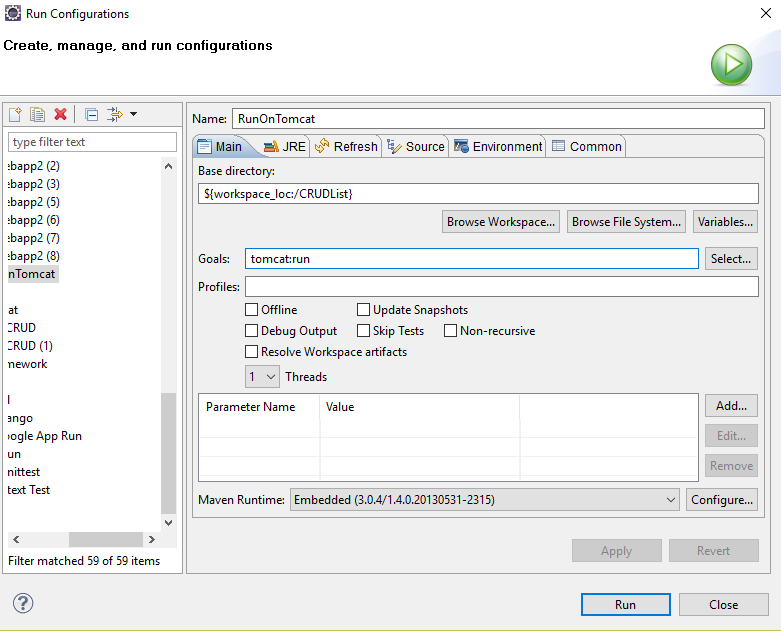 Run Configurations
Create, manage, and run configurations
type filter text
ebapp2 (2)
ebapp2 (3)
ebapp2 (5)
ebapp2 (6)
ebapp2 (7)
ebapp2 (8)
nTomcat
at
CRUD
CRUD (1)
nework
l
ango
oogle App Run
un
nittest
text Test
Filter matched 59 of 59 items
Name: RunOnTomcat
Main JRE Refresh Source Environment Common
Base directory:
${workspace_loc:/CRUDList}
Browse Workspace... Browse File System... Variables...
Goals: tomcat:run Select...
Profiles:
Offline Update Snapshots
Debug Output Skip Tests Non-recursive
Resolve Workspace artifacts
1 Threads
Parameter Name Value
Add...
Edit...
Remove
Maven Runtime: Embedded (3.0.4/1.4.0.20130531-2315) Configure...
Apply Revert
? Run Close